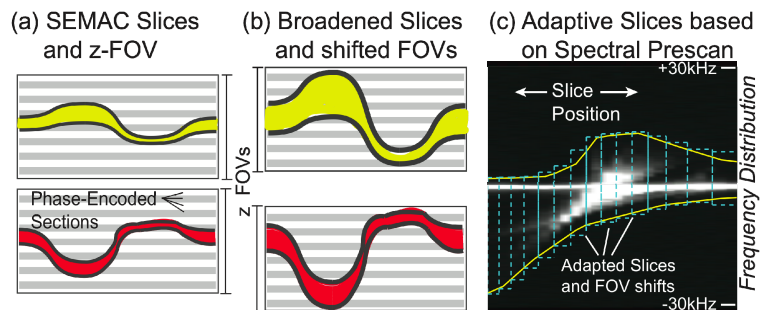 (a) SEMAC Slices
and z-FOV
(b) Broadened Slices
and shifted FOVs
(c) Adaptive Slices based
on Spectral Prescan
Phase-Encoded
Sections
z FOVs
+30kHz
Slice
Position
Adapted Slices
and FOV shifts
-30kHz
Frequency Distribution